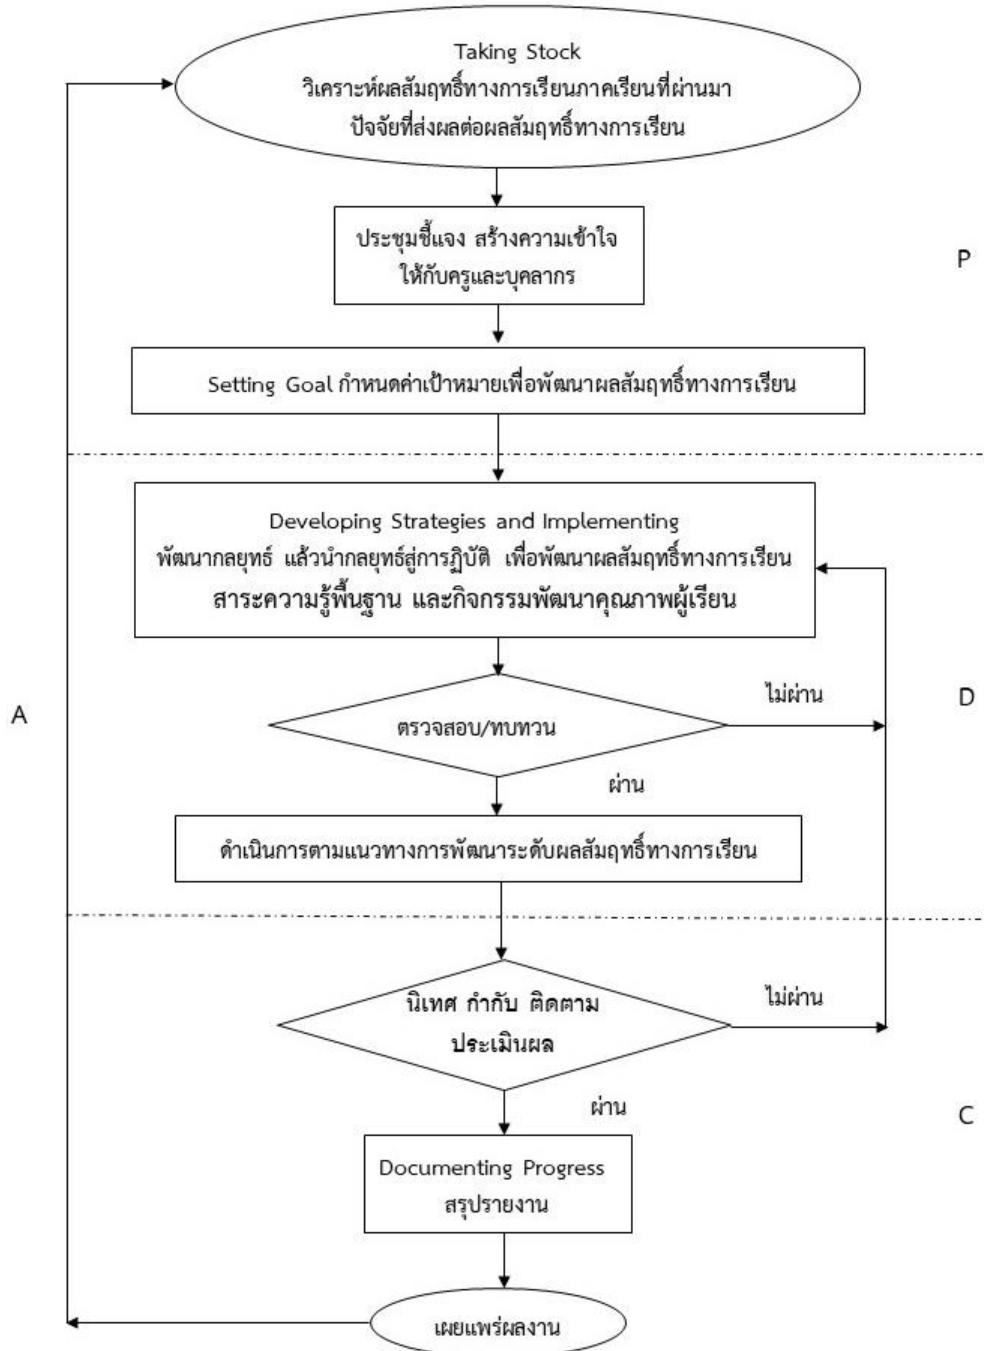 Taking Stock
วิเคราะห์ผลสัมฤทธิ์ทางการเรียนภาคเรียนที่ผ่านมา
ปัจจัยที่ส่งผลต่อผลสัมฤทธิ์ทางการเรียน
ประชุมชี้แจง สร้างความเข้าใจ
ให้กับครูและบุคลากร
P
Setting Goal กำหนดค่าเป้าหมายเพื่อพัฒนาผลสัมฤทธิ์ทางการเรียน
Developing Strategies and Implementing
พัฒนากลยุทธ์ แล้วนำกลยุทธ์สู่การฏิบัติ เพื่อพัฒนาผลสัมฤทธิ์ทางการเรียน
สาระความรู้พื้นฐาน และกิจกรรมพัฒนาคุณภาพผู้เรียน
ไม่ผ่าน
D
A
ตรวจสอบ/ทบทวน
ผ่าน
ดำเนินการตามแนวทางการพัฒนาระดับผลสัมฤทธิ์ทางการเรียน
นิเทศ กำกับ ติดตาม
ประเมินผล
ไม่ผ่าน
ผ่าน
C
Documenting Progress
สรุปรายงาน
เผยแพร่ผลงาน